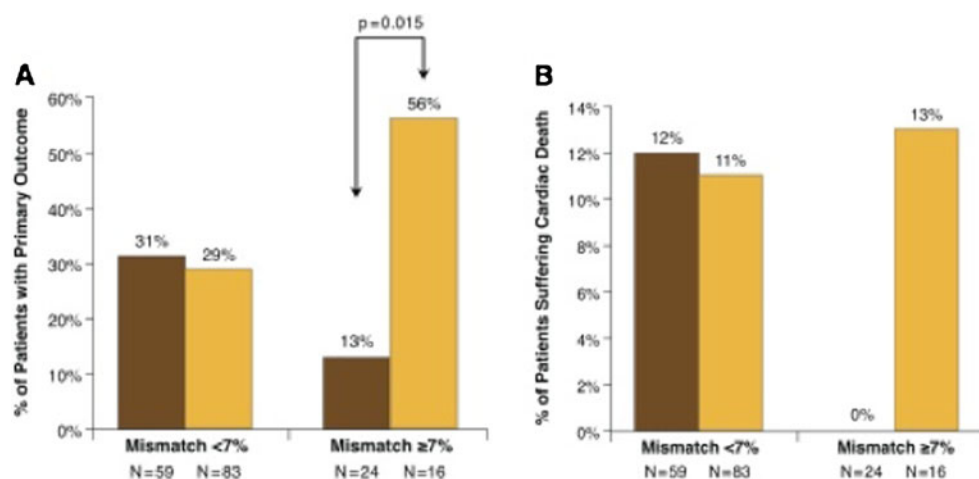 p=0.015
A
% of Patients with Primary Outcome
60%
50%
40%
30%
20%
10%
0%
31%
29%
13%
56%
Mismatch <7%
Mismatch ≥7%
N=59 N=83
N=24 N=16
B
% of Patients Suffering Cardiac Death
14%
12%
10%
8%
6%
4%
2%
0%
12%
11%
0%
13%
Mismatch <7%
Mismatch ≥7%
N=59 N=83
N=24 N=16